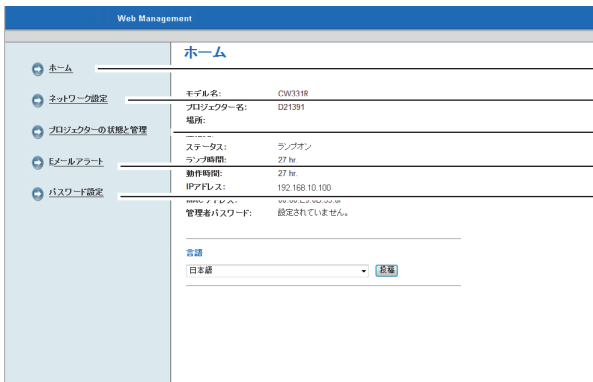 Web Management
ホーム
ネットワーク設定
プロジェクターの状態と管理
Eメールアラート
パスワード設定
ホーム
モデル名: CW331R
プロジェクター名: D21391
場所:
ステータス: ランプオン
ランプ時間: 27 hr.
動作時間: 27 hr.
IPアドレス: 192.168.10.100
管理者パスワード: 設定されていません。
言語
日本語
投稿